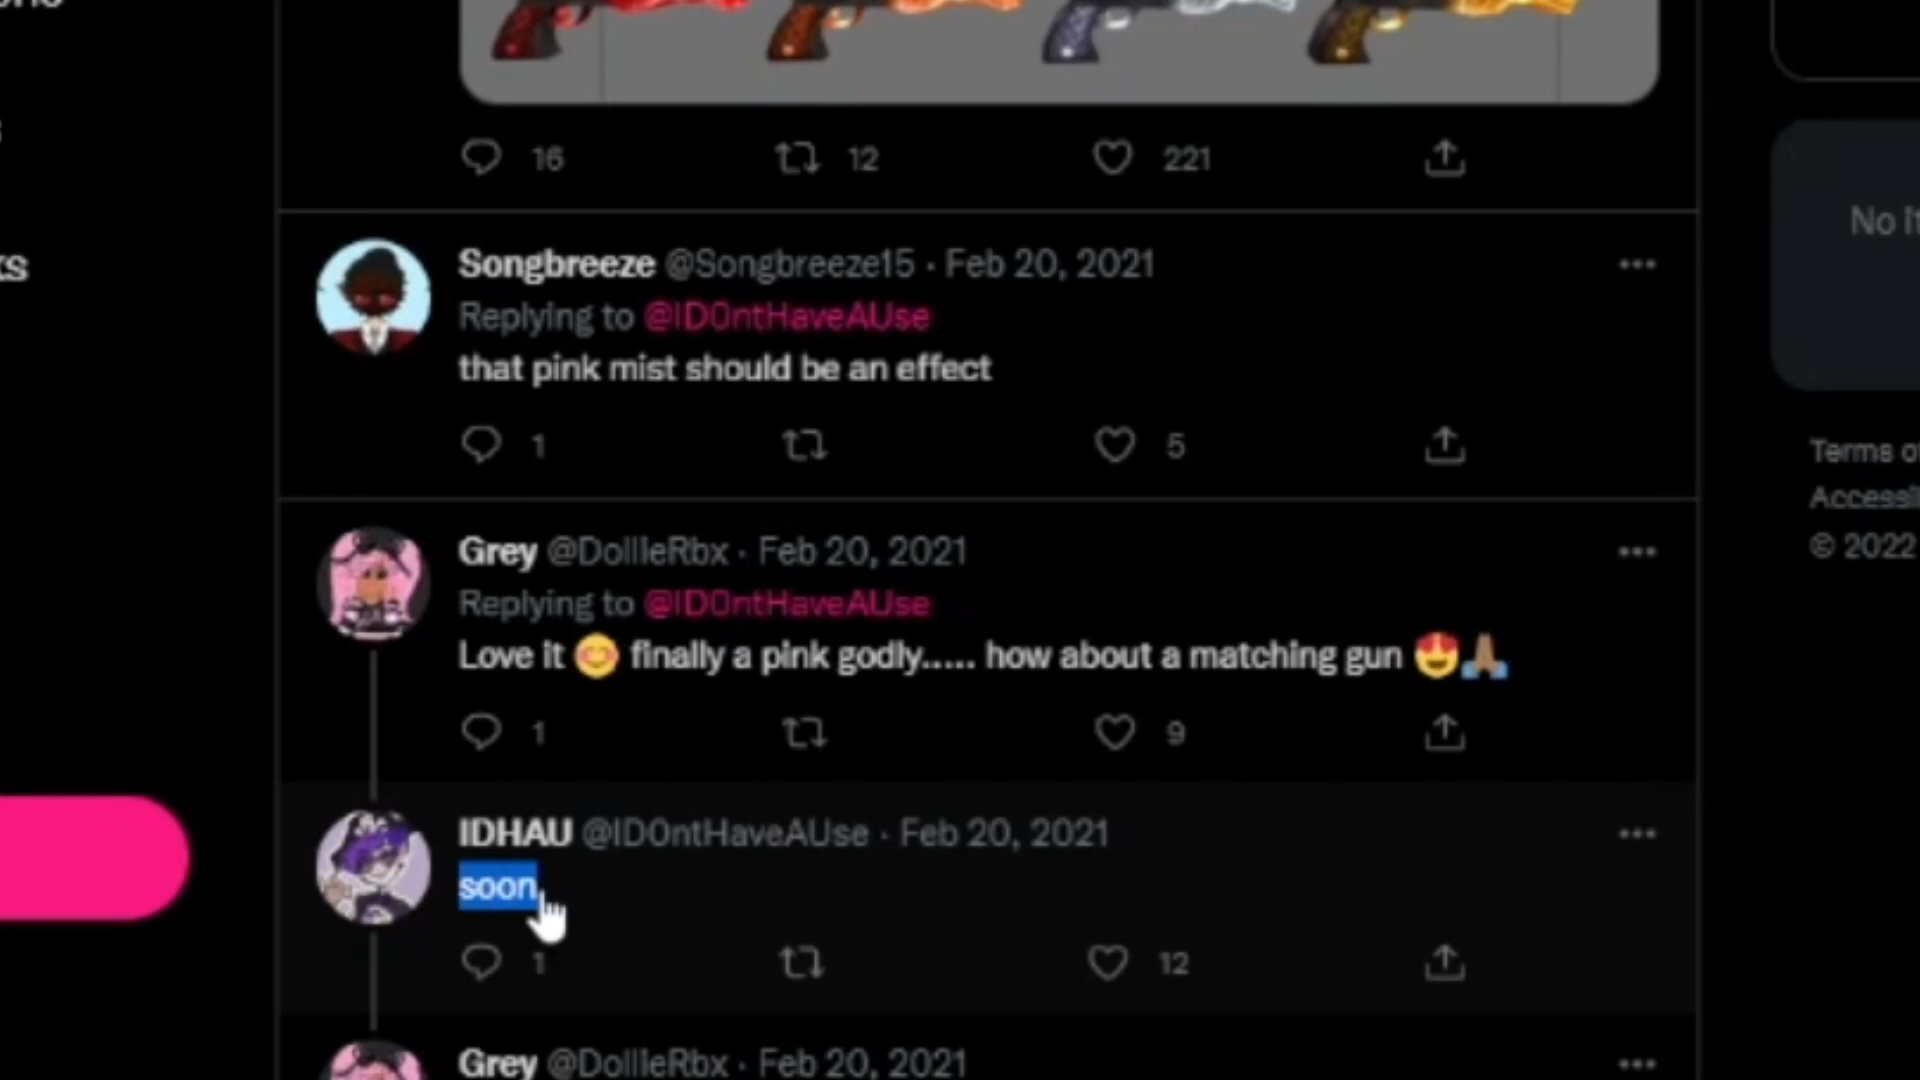 16 12 221
No
ks
Songbreeze @Songbreeze15 · Feb 20, 2021
Replying to @ID0ntHaveAUse
that pink mist should be an effect
1 5
Terms
Accessi
© 2022
Grey @DollieRbx · Feb 20, 2021
Replying to @ID0ntHaveAUse
Love it 😊 finally a pink godly..... how about a matching gun 😍🙏🏽
1 9
IDHAU @ID0ntHaveAUse · Feb 20, 2021
soon
1 12
Grey @DollieRbx · Feb 20, 2021